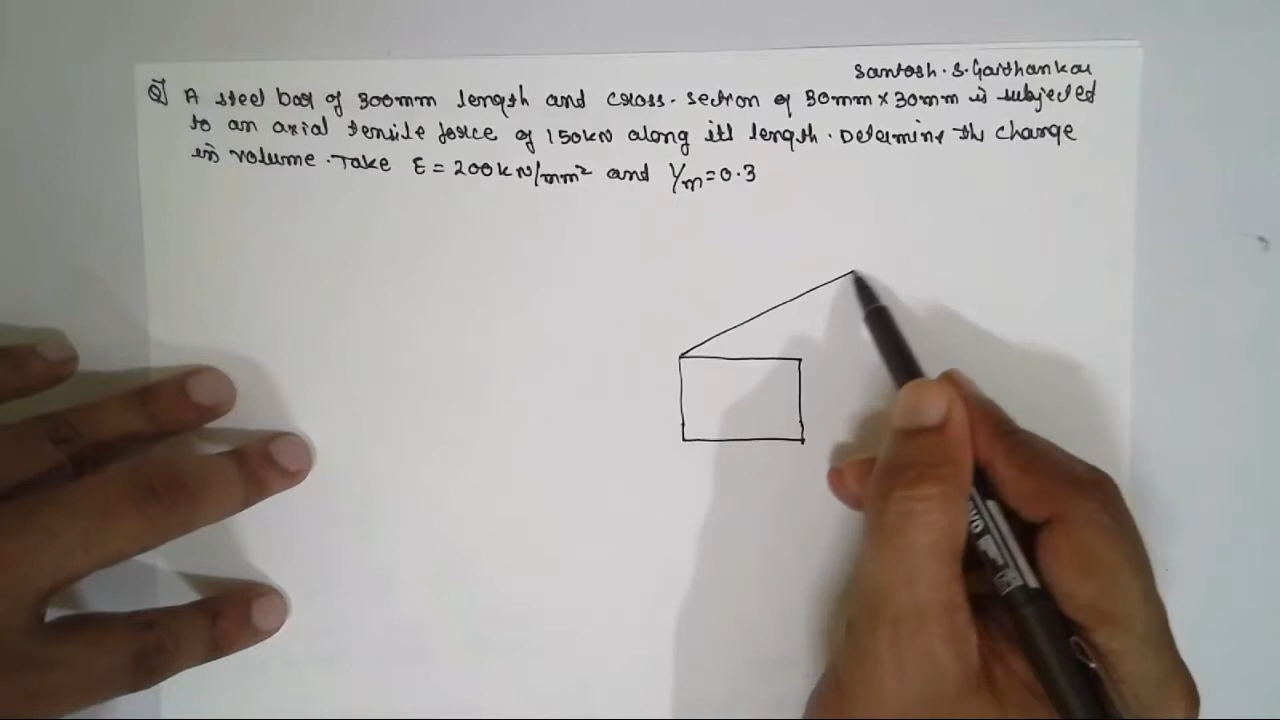 Santosh.S.Gaithankar
Q] A steel bar of 300mm length and cross-section of 30mm×30mm is subjected
to an axial tensile force of 150kN along its length. Determine the change
in volume. Take E = 200kN/mm² and 1/m = 0.3